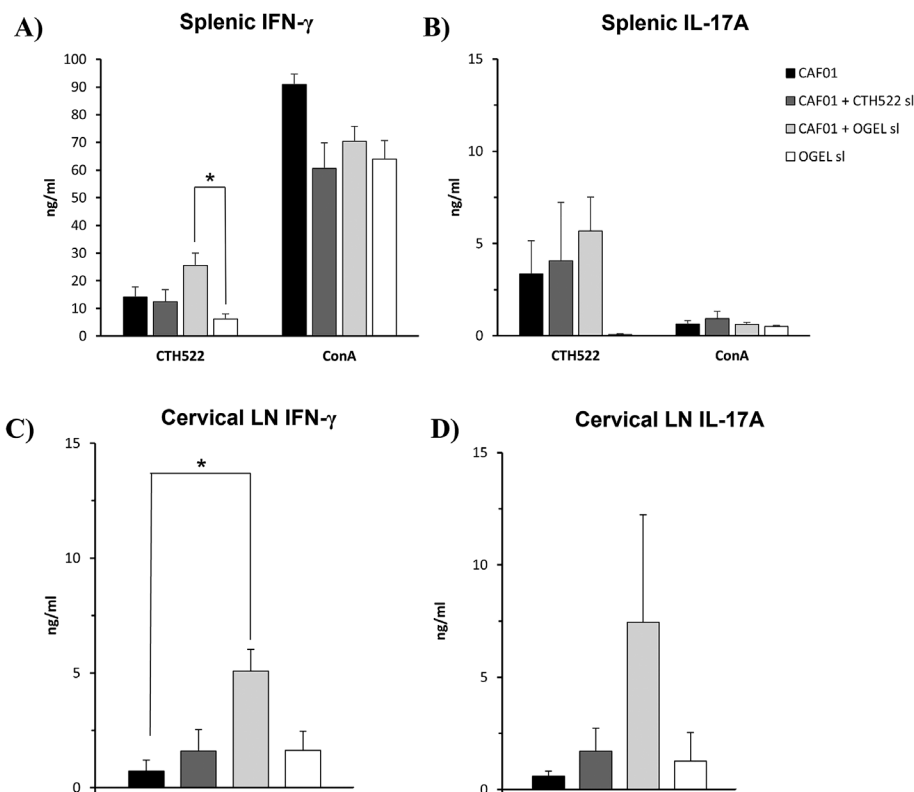 A)
Splenic IFN-γ
100
90
80
70
60
50
40
30
20
10
0
ng/ml
*
CTH522
ConA
B)
Splenic IL-17A
15
10
5
0
ng/ml
CTH522
ConA
CAF01
CAF01 + CTH522 sl
CAF01 + OGEL sl
OGEL sl
C)
Cervical LN IFN-γ
15
10
5
0
ng/ml
*
D)
Cervical LN IL-17A
15
10
5
0
ng/ml